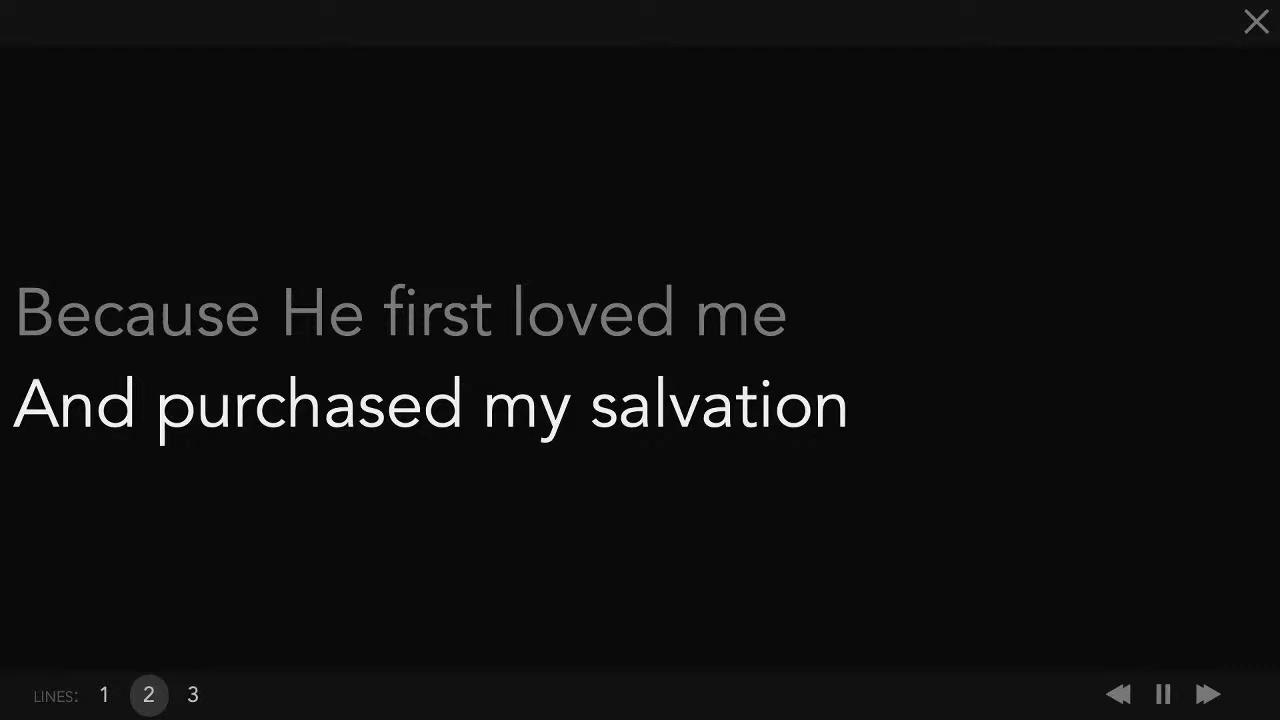 Because He first loved me
And purchased my salvation
LINES: 1 2 3